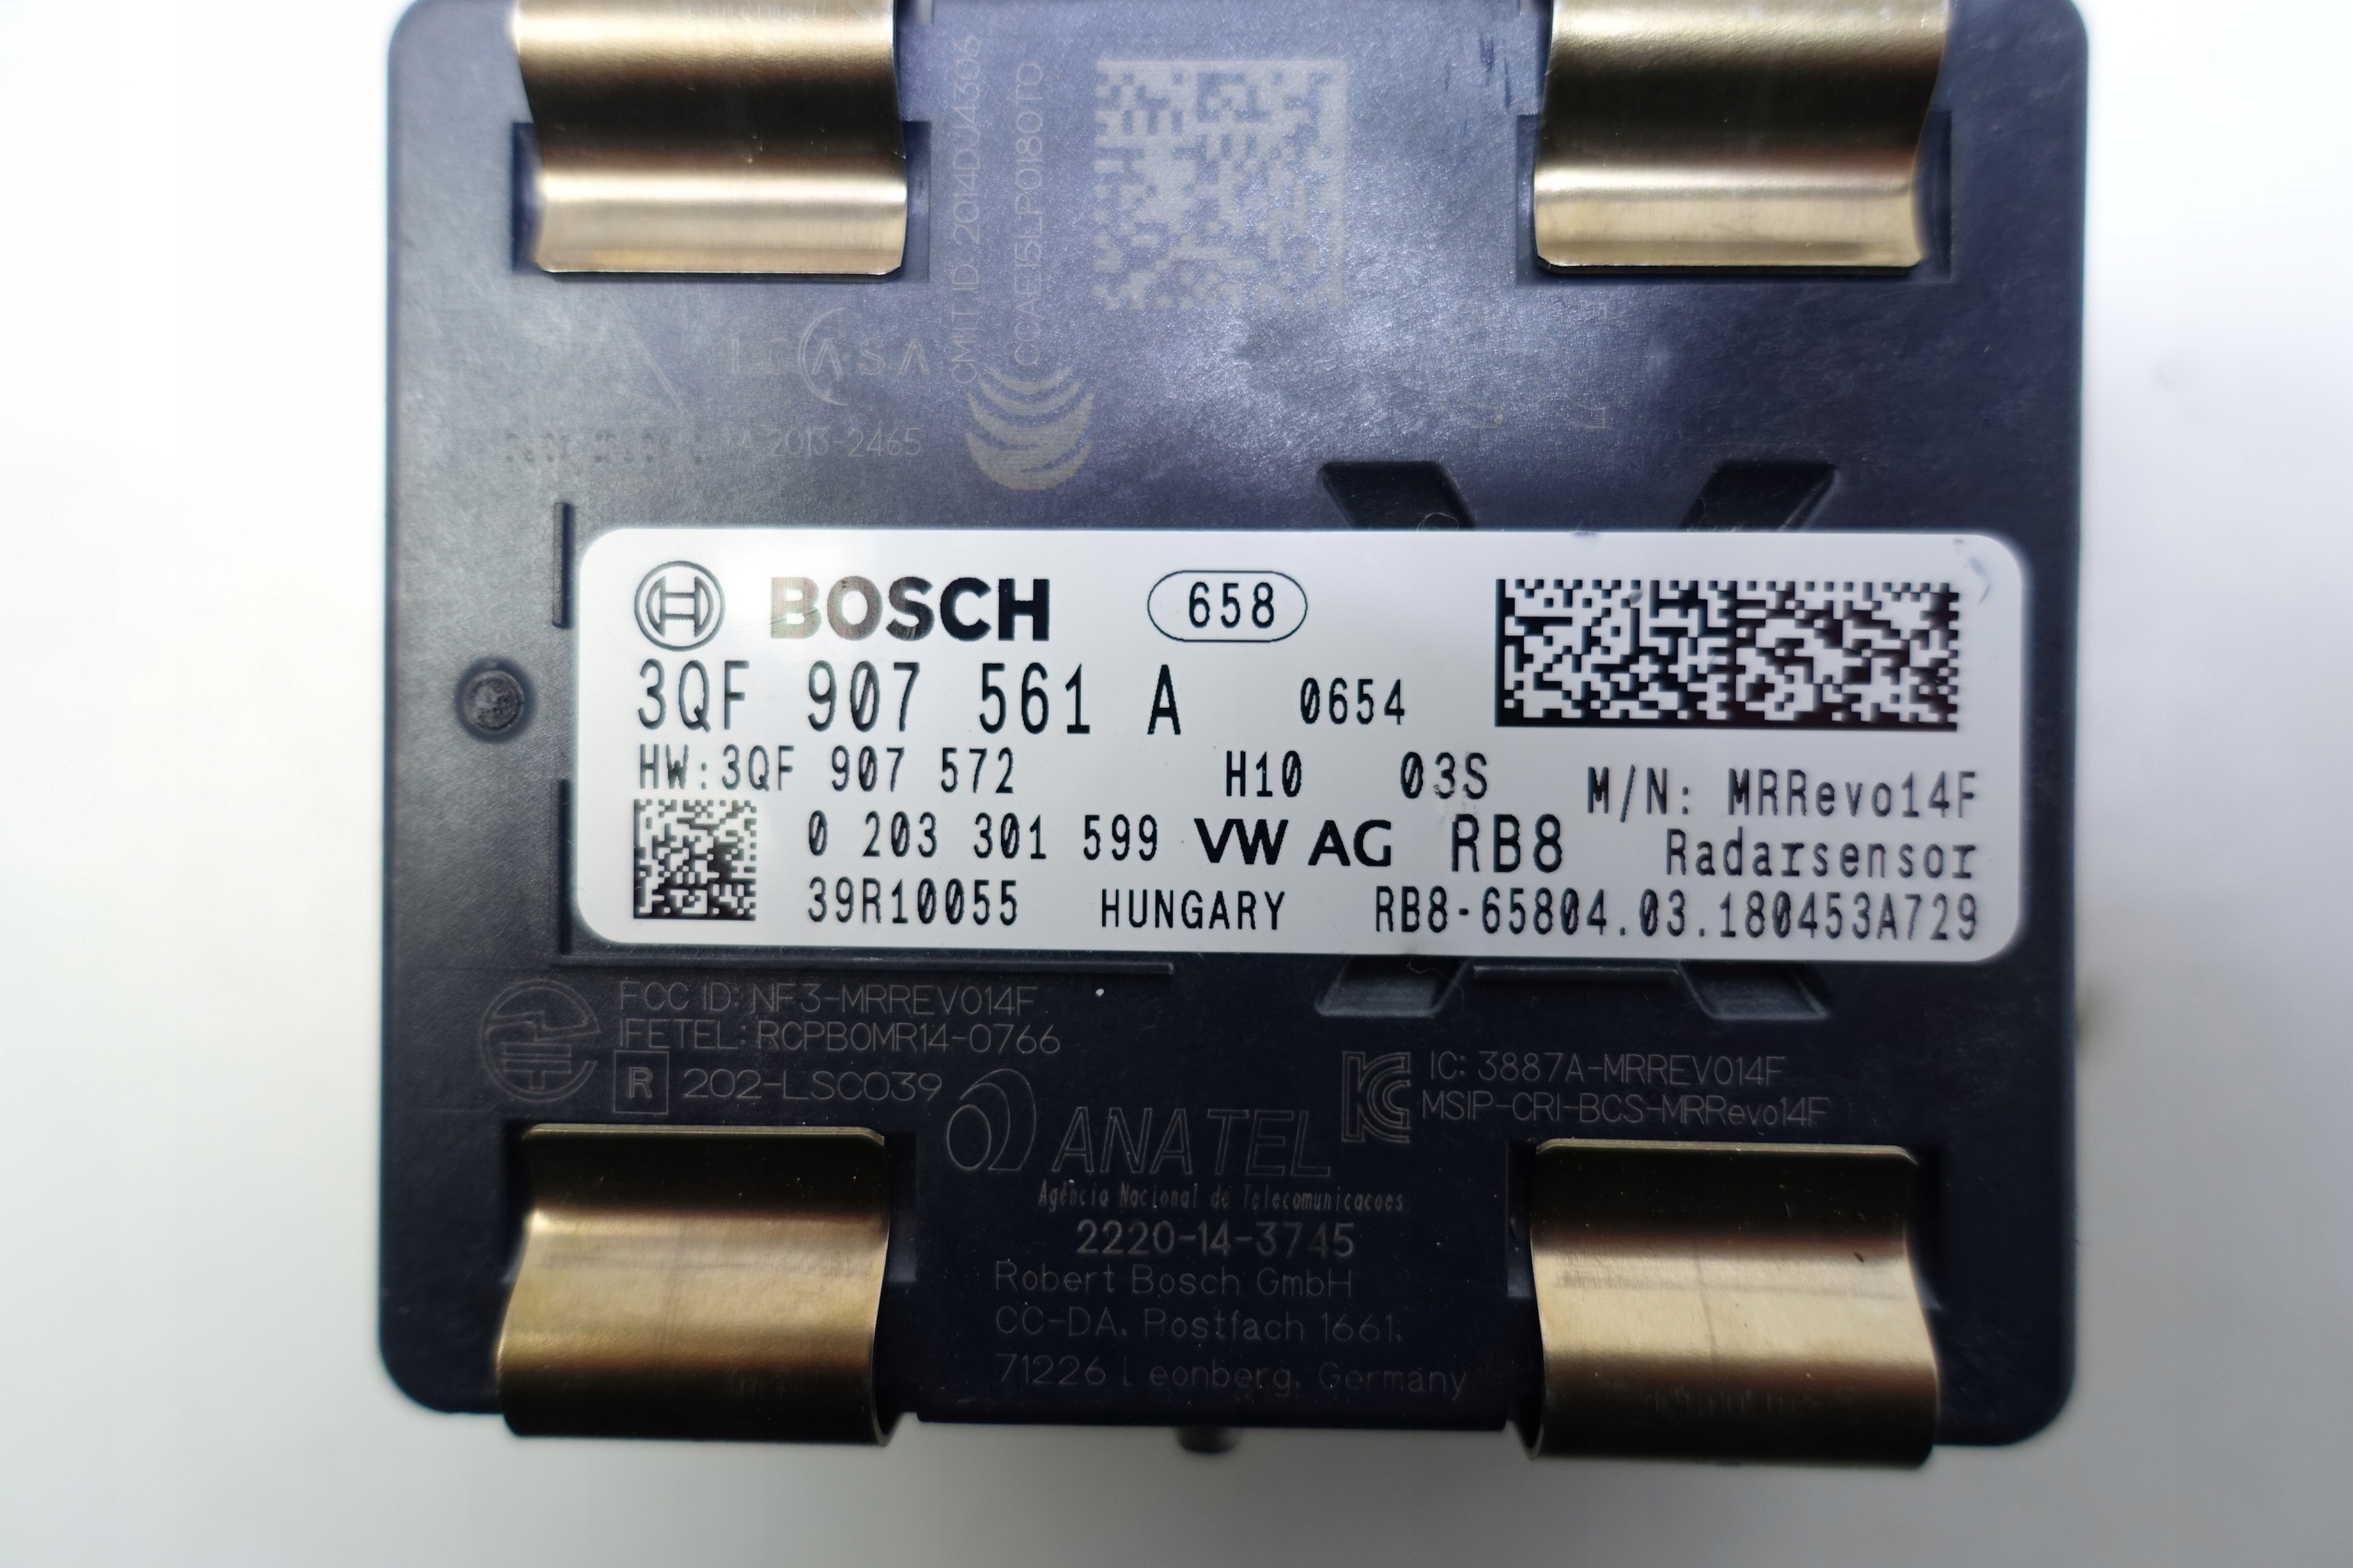 CMIIT ID: 2014DJ4306
CCAE15LP0180T0
ICASA
TA 2013-2465
BOSCH 658
3QF 907 561 A 0654
HW:3QF 907 572 H10 03S
M/N: MRRevo14F
0 203 301 599 VW AG RB8 Radarsensor
39R10055 HUNGARY RB8-65804.03.180453A729
FCC ID: NF3-MRREVO14F
IFETEL: RCPBOMR14-0766
R 202-LSC039
IC: 3887A-MRREVO14F
MSIP-CRI-BCS-MRRevo14F
ANATEL
Agência Nacional de Telecomunicacoes
2220-14-3745
Robert Bosch GmbH
CC-DA, Postfach 1661,
71226 Leonberg, Germany